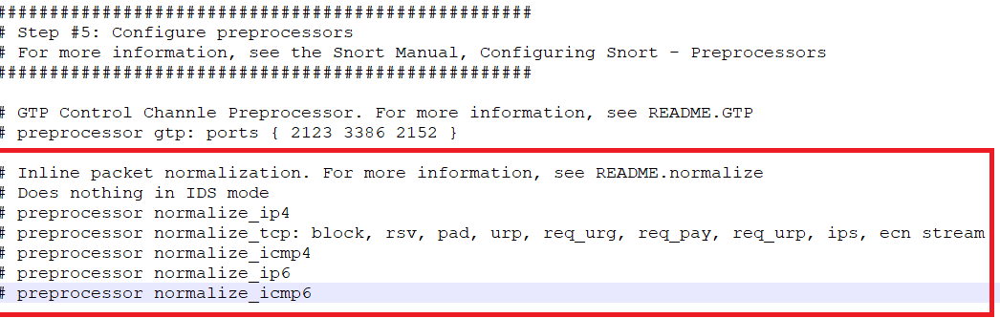 ####################################################
# Step #5: Configure preprocessors
# For more information, see the Snort Manual, Configuring Snort - Preprocessors
####################################################
# GTP Control Channle Preprocessor. For more information, see README.GTP
# preprocessor gtp: ports { 2123 3386 2152 }
# Inline packet normalization. For more information, see README.normalize
# Does nothing in IDS mode
# preprocessor normalize_ip4
# preprocessor normalize_tcp: block, rsv, pad, urp, req_urg, req_pay, req_urp, ips, ecn stream
# preprocessor normalize_icmp4
# preprocessor normalize_ip6
# preprocessor normalize_icmp6